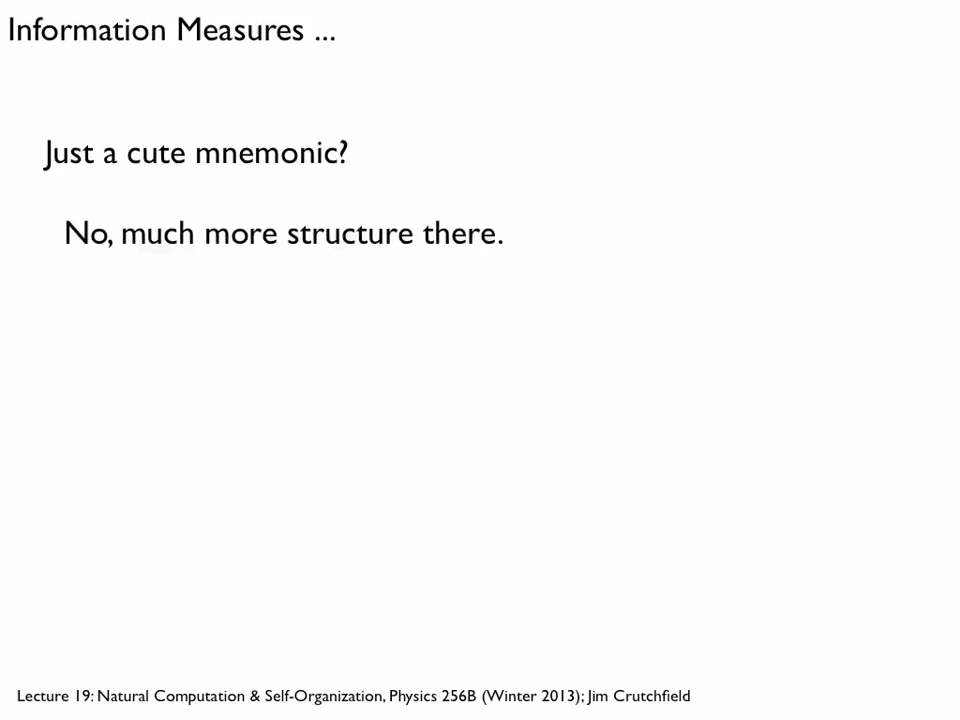 Information Measures ...
Just a cute mnemonic?
No, much more structure there.
Lecture 19: Natural Computation & Self-Organization, Physics 256B (Winter 2013); Jim Crutchfield